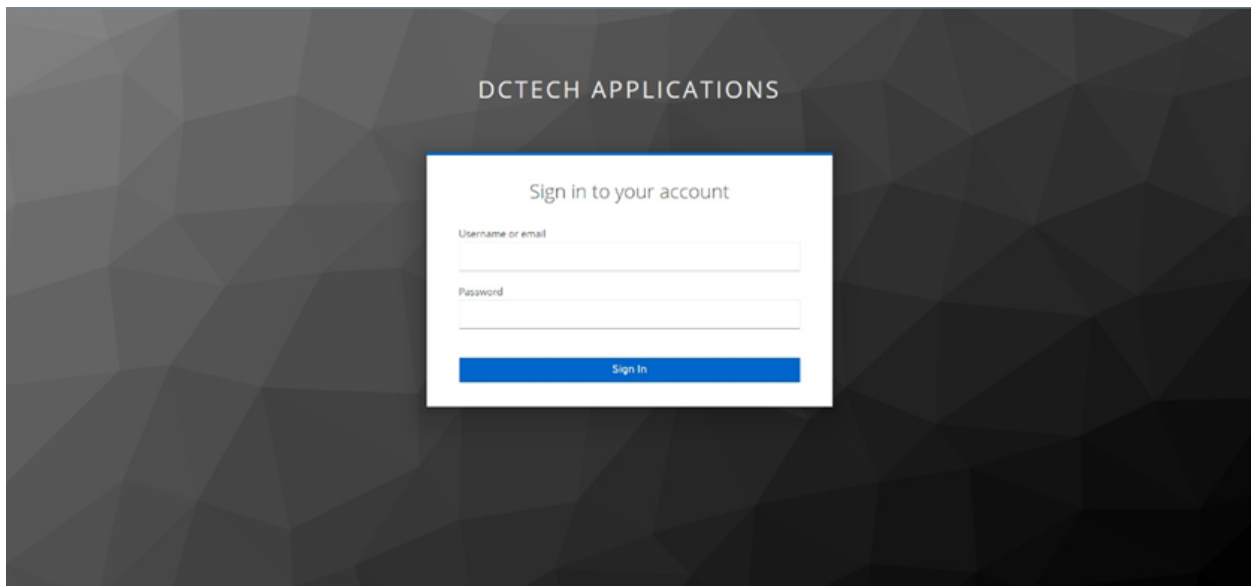 DCTECH APPLICATIONS
Sign in to your account
Username or email
Password
Sign In